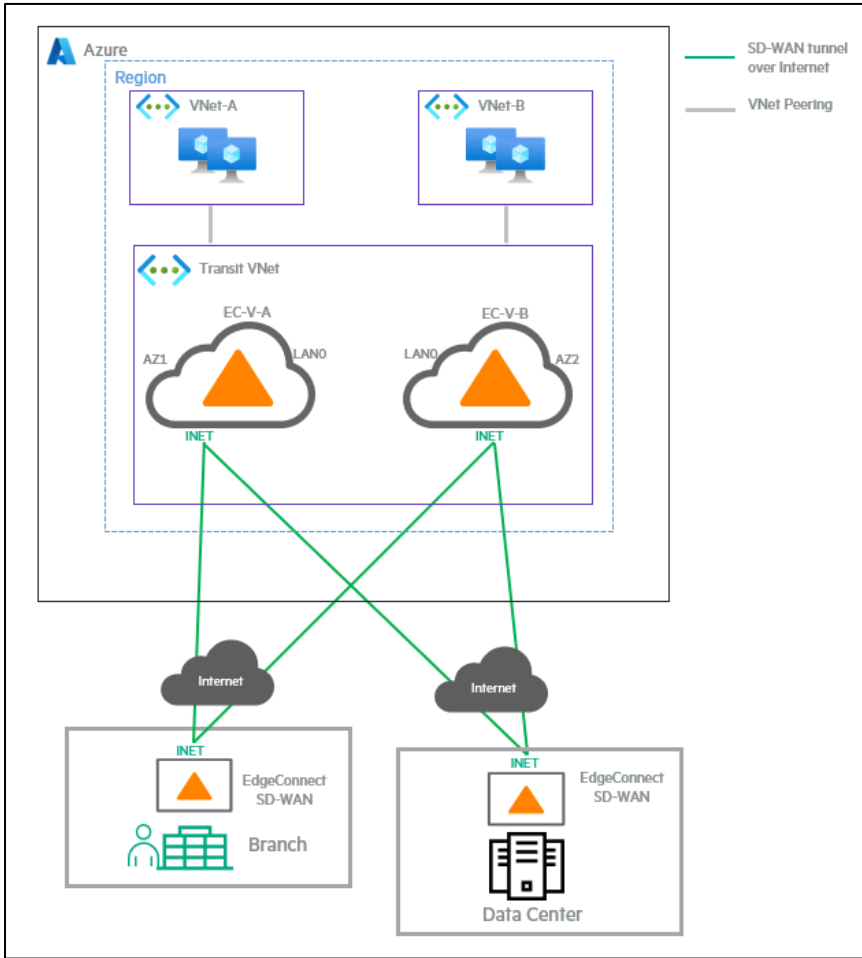 Azure
SD-WAN tunnel
over Internet
VNet Peering
Region
VNet-A
VNet-B
Transit VNet
EC-V-A
AZ1
LAN0
INET
EC-V-B
LAN0
AZ2
INET
Internet
Internet
INET
EdgeConnect
SD-WAN
Branch
INET
EdgeConnect
SD-WAN
Data Center